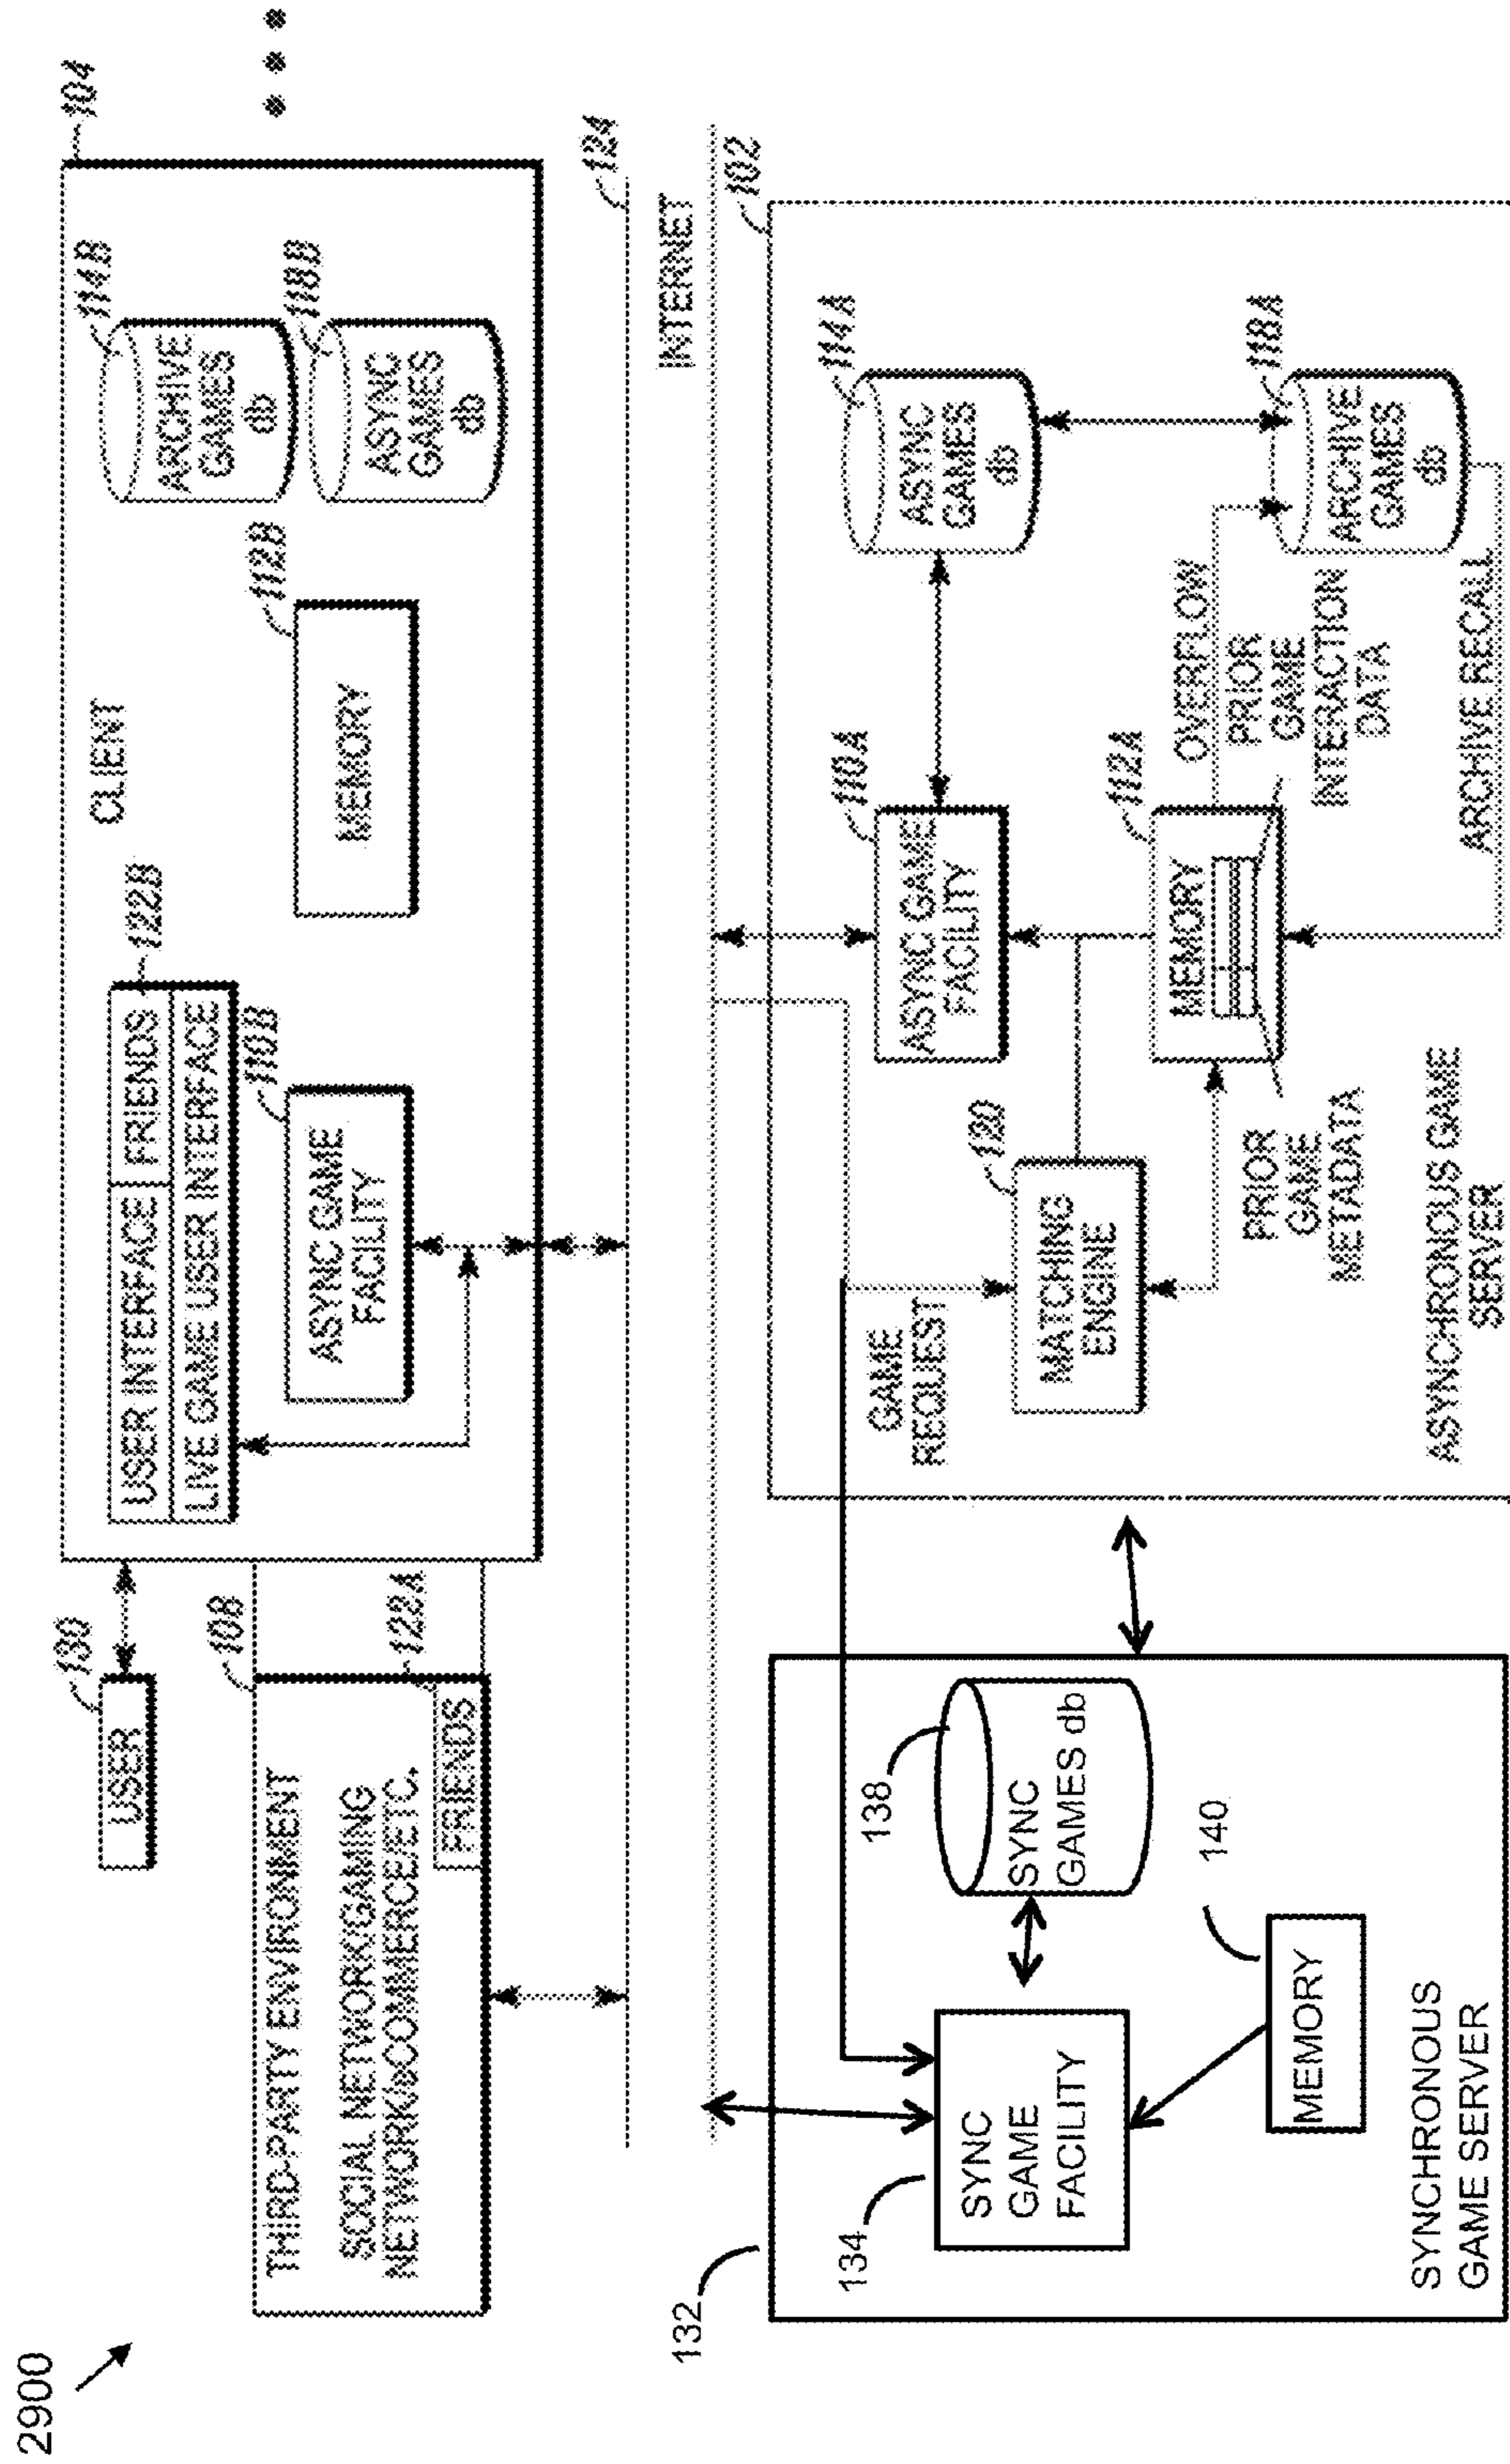 2900
130
USER
108
THIRD-PARTY ENVIRONMENT
SOCIAL NETWORK/GAMING
NETWORK/eCOMMERCE/ETC.
FRIENDS
122A
104
CLIENT
USER INTERFACE
FRIENDS
122B
LIVE GAME USER INTERFACE
110B
ASYNC GAME
FACILITY
112B
MEMORY
114B
ARCHIVE
GAMES
db
118B
ASYNC
GAMES
db
124
INTERNET
132
134
SYNC
GAME
FACILITY
138
SYNC
GAMES db
140
MEMORY
SYNCHRONOUS
GAME SERVER
102
GAME
REQUEST
120
MATCHING
ENGINE
110A
ASYNC GAME
FACILITY
112A
MEMORY
PRIOR
GAME
METADATA
OVERFLOW
PRIOR
GAME
INTERACTION
DATA
ARCHIVE RECALL
114A
ASYNC
GAMES
db
118A
ARCHIVE
GAMES
db
ASYNCHRONOUS GAME
SERVER